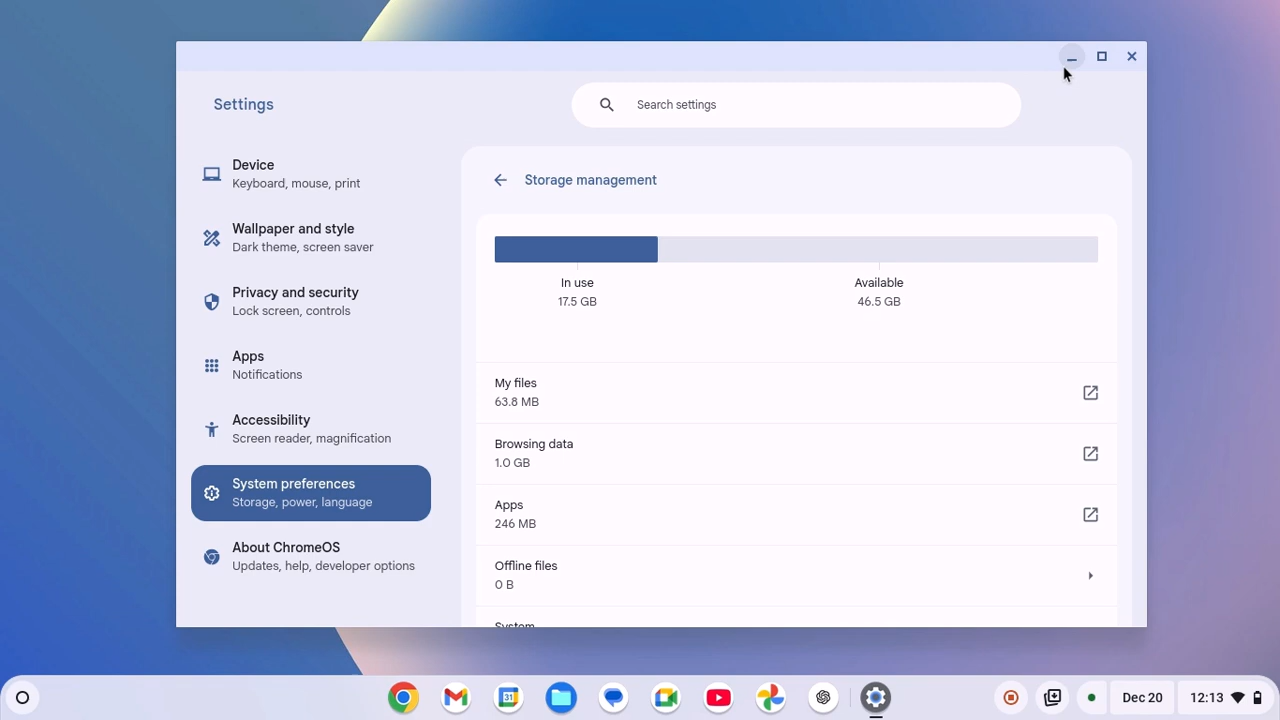 Settings
Search settings
Device
Keyboard, mouse, print
Wallpaper and style
Dark theme, screen saver
Privacy and security
Lock screen, controls
Apps
Notifications
Accessibility
Screen reader, magnification
System preferences
Storage, power, language
About ChromeOS
Updates, help, developer options
Storage management
In use
17.5 GB
Available
46.5 GB
My files
63.8 MB
Browsing data
1.0 GB
Apps
246 MB
Offline files
0 B
System
31
Dec 20
12:13